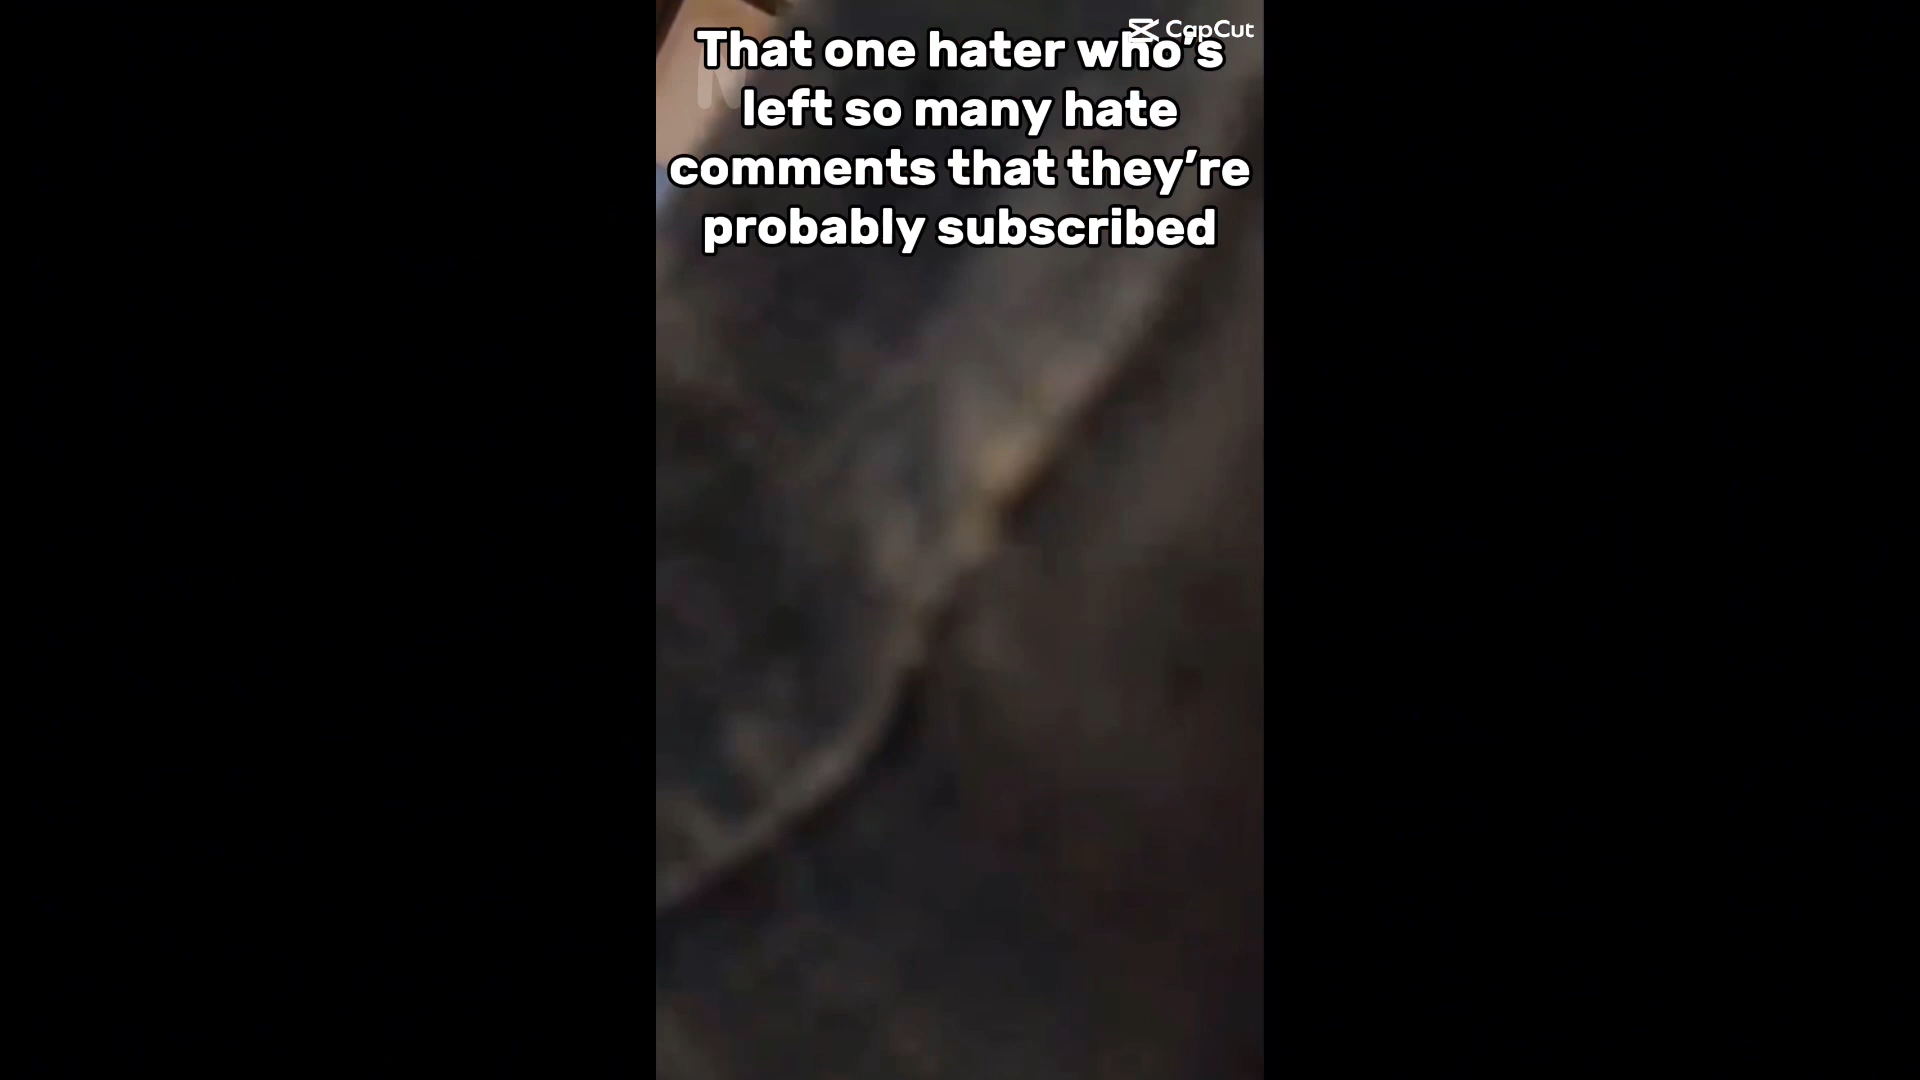 CapCut
That one hater who's
left so many hate
comments that they're
probably subscribed